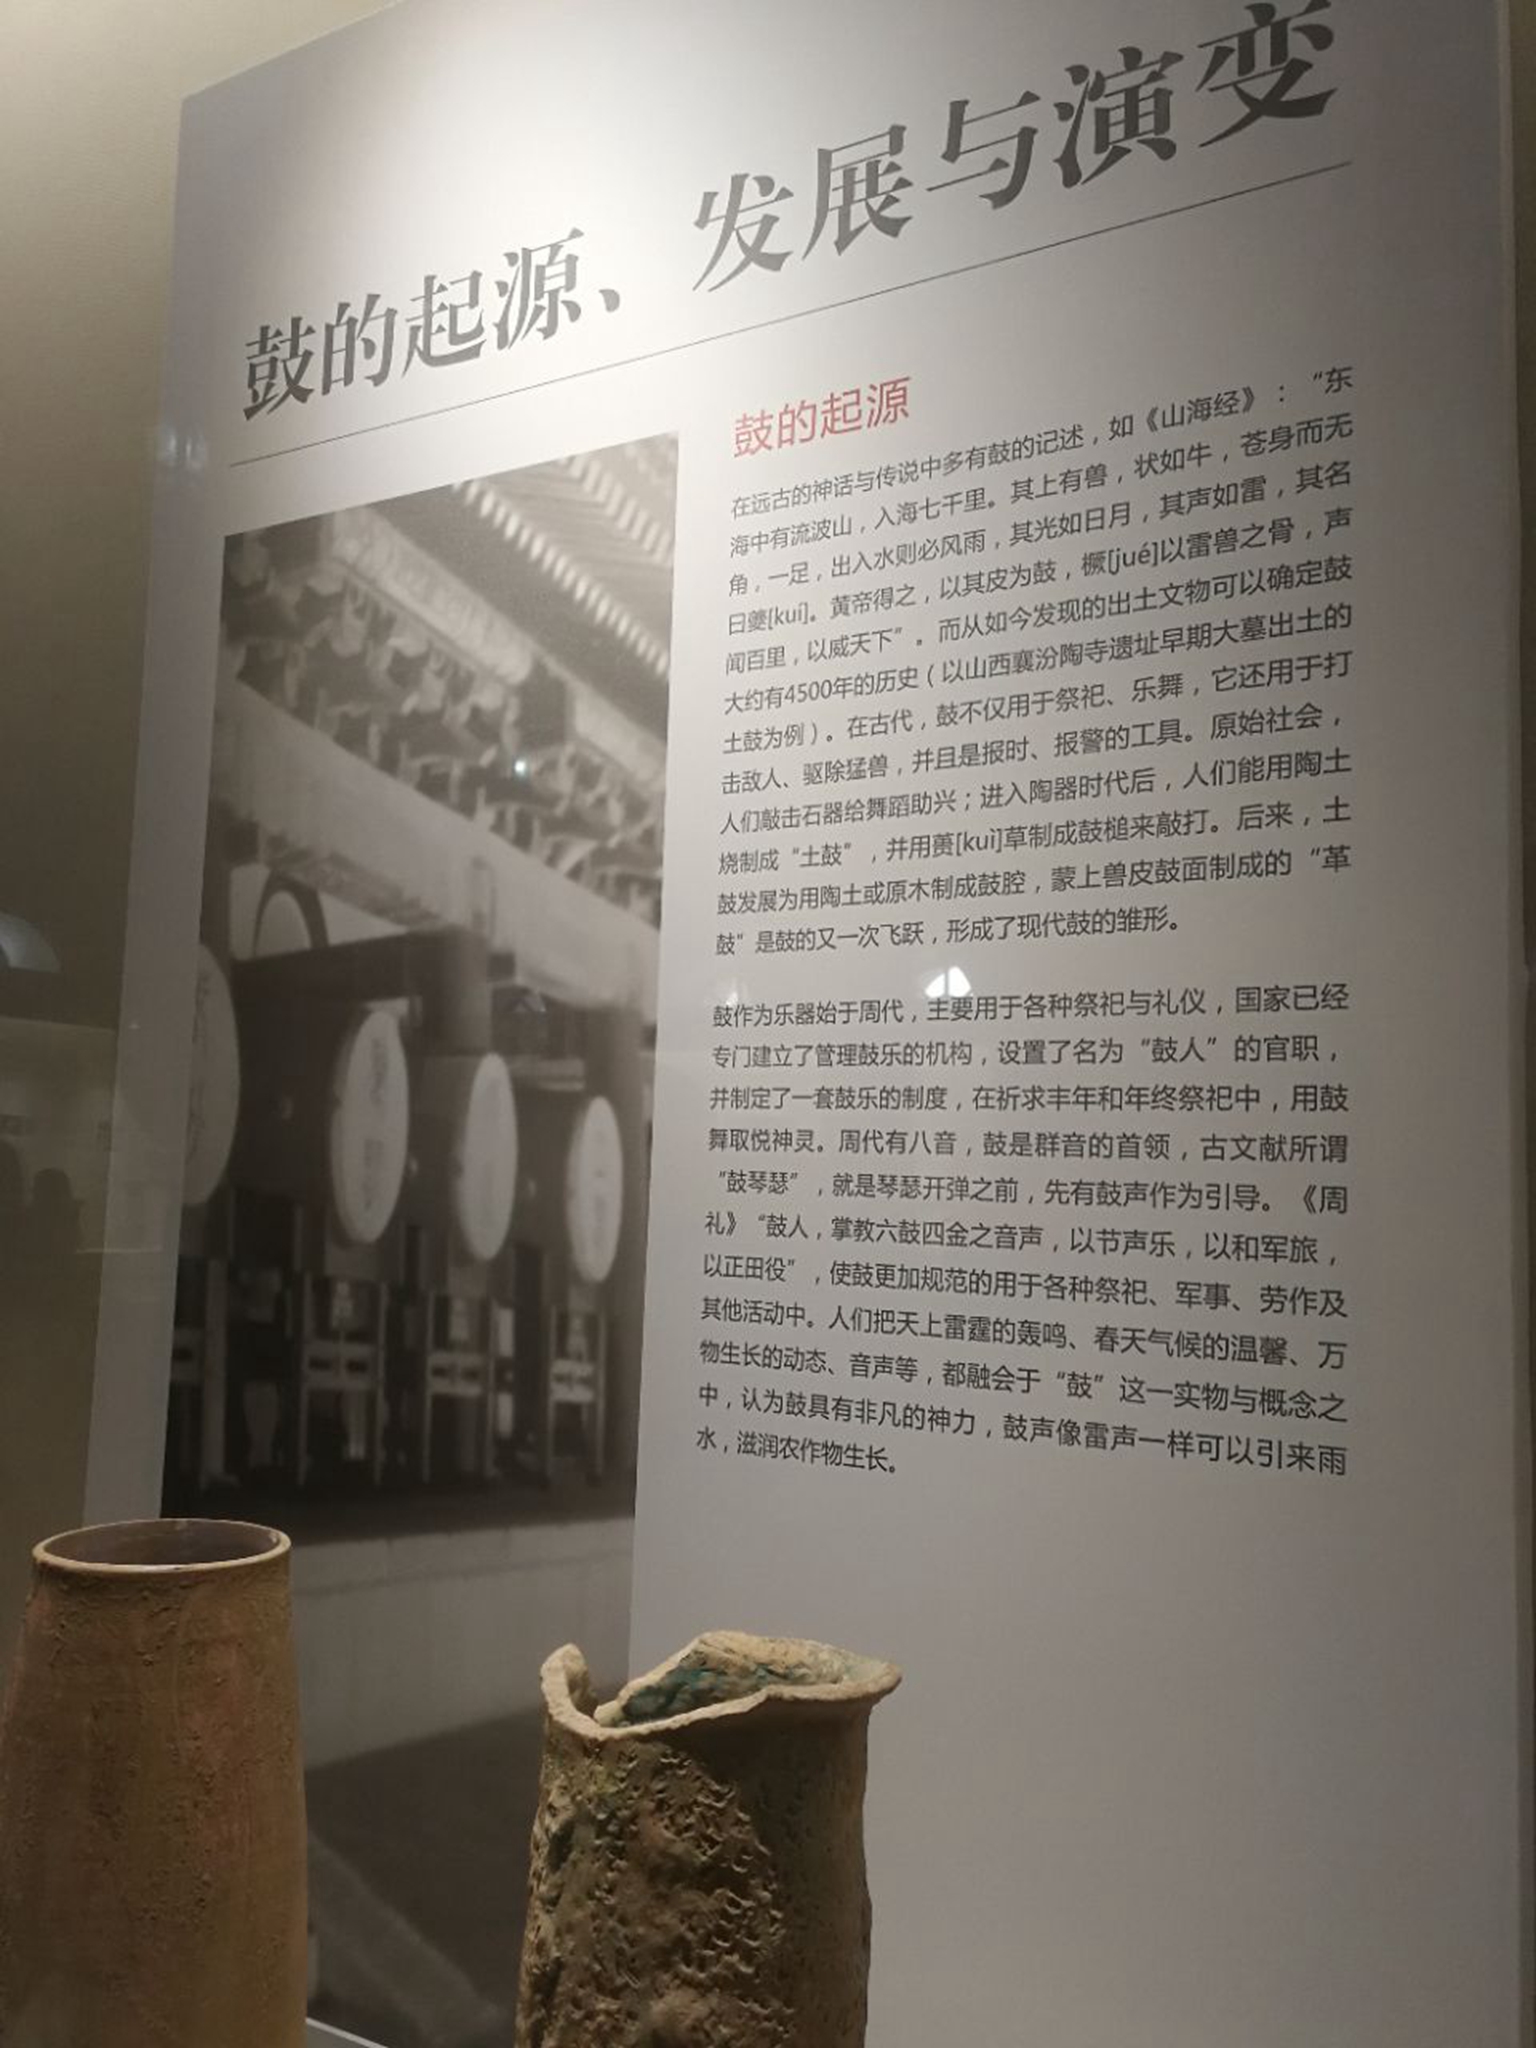 鼓的起源、发展与演变
鼓的起源
在远古的神话与传说中多有鼓的记述，如《山海经》：“东
海中有流波山，入海七千里。其上有兽，状如牛，苍身而无
角，一足，出入水则必风雨，其光如日月，其声如雷，其名
曰夔[kuí]。黄帝得之，以其皮为鼓，橛[jué]以雷兽之骨，声
闻百里，以威天下”。而从如今发现的出土文物可以确定鼓
大约有4500年的历史（以山西襄汾陶寺遗址早期大墓出土的
土鼓为例）。在古代，鼓不仅用于祭祀、乐舞，它还用于打
击敌人、驱除猛兽，并且是报时、报警的工具。原始社会，
人们敲击石器给舞蹈助兴；进入陶器时代后，人们能用陶土
烧制成“土鼓”，并用蒉[kuì]草制成鼓槌来敲打。后来，土
鼓发展为用陶土或原木制成鼓腔，蒙上兽皮鼓面制成的“革
鼓”是鼓的又一次飞跃，形成了现代鼓的雏形。
鼓作为乐器始于周代，主要用于各种祭祀与礼仪，国家已经
专门建立了管理鼓乐的机构，设置了名为“鼓人”的官职，
并制定了一套鼓乐的制度，在祈求丰年和年终祭祀中，用鼓
舞取悦神灵。周代有八音，鼓是群音的首领，古文献所谓
“鼓琴瑟”，就是琴瑟开弹之前，先有鼓声作为引导。《周
礼》“鼓人，掌教六鼓四金之音声，以节声乐，以和军旅，
以正田役”，使鼓更加规范的用于各种祭祀、军事、劳作及
其他活动中。人们把天上雷霆的轰鸣、春天气候的温馨、万
物生长的动态、音声等，都融会于“鼓”这一实物与概念之
中，认为鼓具有非凡的神力，鼓声像雷声一样可以引来雨
水，滋润农作物生长。